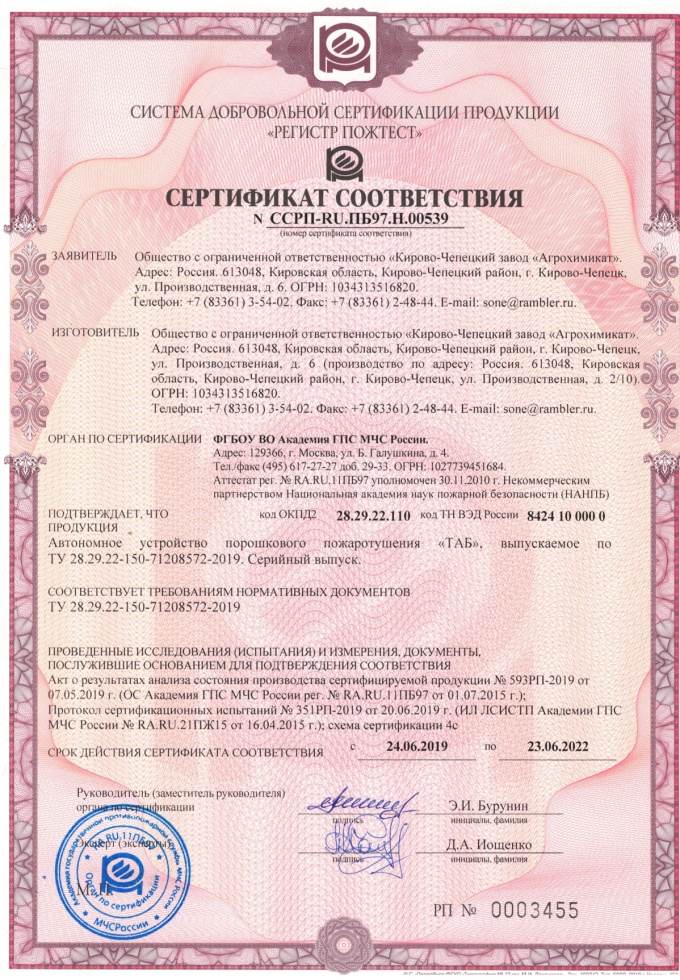 СИСТЕМА ДОБРОВОЛЬНОЙ СЕРТИФИКАЦИИ ПРОДУКЦИИ
«РЕГИСТР ПОЖТЕСТ»
СЕРТИФИКАТ СООТВЕТСТВИЯ
N ССРП-RU.ПБ97.Н.00539
(номер сертификата соответствия)
ЗАЯВИТЕЛЬ Общество с ограниченной ответственностью «Кирово-Чепецкий завод «Агрохимикат».
Адрес: Россия. 613048, Кировская область, Кирово-Чепецкий район, г. Кирово-Чепецк,
ул. Производственная, д. 6. ОГРН: 1034313516820.
Телефон: +7 (83361) 3-54-02. Факс: +7 (83361) 2-48-44. E-mail: sone@rambler.ru.
ИЗГОТОВИТЕЛЬ Общество с ограниченной ответственностью «Кирово-Чепецкий завод «Агрохимикат».
Адрес: Россия. 613048, Кировская область, Кирово-Чепецкий район, г. Кирово-Чепецк,
ул. Производственная, д. 6 (производство по адресу: Россия. 613048, Кировская
область, Кирово-Чепецкий район, г. Кирово-Чепецк, ул. Производственная, д. 2/10).
ОГРН: 1034313516820.
Телефон: +7 (83361) 3-54-02. Факс: +7 (83361) 2-48-44. E-mail: sone@rambler.ru.
ОРГАН ПО СЕРТИФИКАЦИИ ФГБОУ ВО Академия ГПС МЧС России.
Адрес: 129366, г. Москва, ул. Б. Галушкина, д. 4.
Тел./факс (495) 617-27-27 доб. 29-33, ОГРН: 1027739451684.
Аттестат рег. № RA.RU.11ПБ97 уполномочен 30.11.2010 г. Некоммерческим
партнерством Национальная академия наук пожарной безопасности (НАНПБ)
ПОДТВЕРЖДАЕТ, ЧТО код ОКПД2 28.29.22.110 код ТН ВЭД России 8424 10 000 0
ПРОДУКЦИЯ
Автономное устройство порошкового пожаротушения «ТАБ», выпускаемое по
ТУ 28.29.22-150-71208572-2019. Серийный выпуск.
СООТВЕТСТВУЕТ ТРЕБОВАНИЯМ НОРМАТИВНЫХ ДОКУМЕНТОВ
ТУ 28.29.22-150-71208572-2019
ПРОВЕДЕННЫЕ ИССЛЕДОВАНИЯ (ИСПЫТАНИЯ) И ИЗМЕРЕНИЯ, ДОКУМЕНТЫ,
ПОСЛУЖИВШИЕ ОСНОВАНИЕМ ДЛЯ ПОДТВЕРЖДЕНИЯ СООТВЕТСТВИЯ
Акт о результатах анализа состояния производства сертифицируемой продукции № 593РП-2019 от
07.05.2019 г. (ОС Академия ГПС МЧС России рег. № RA.RU.11ПБ97 от 01.07.2015 г.);
Протокол сертификационных испытаний № 351РП-2019 от 20.06.2019 г. (ИЛ ЛСИСТП Академии ГПС
МЧС России № RA.RU.21ПЖ15 от 16.04.2015 г.); схема сертификации 4с
СРОК ДЕЙСТВИЯ СЕРТИФИКАТА СООТВЕТСТВИЯ с 24.06.2019 по 23.06.2022
Руководитель (заместитель руководителя)
органа по сертификации Э.И. Бурунин
подпись инициалы, фамилия
Эксперт (эксперты) Д.А. Иощенко
подпись инициалы, фамилия
М.П.
Академия государственной противопожарной службы МЧС России
RA.RU.11ПБ97
Орган по сертификации
МЧС России
РП № 0003455